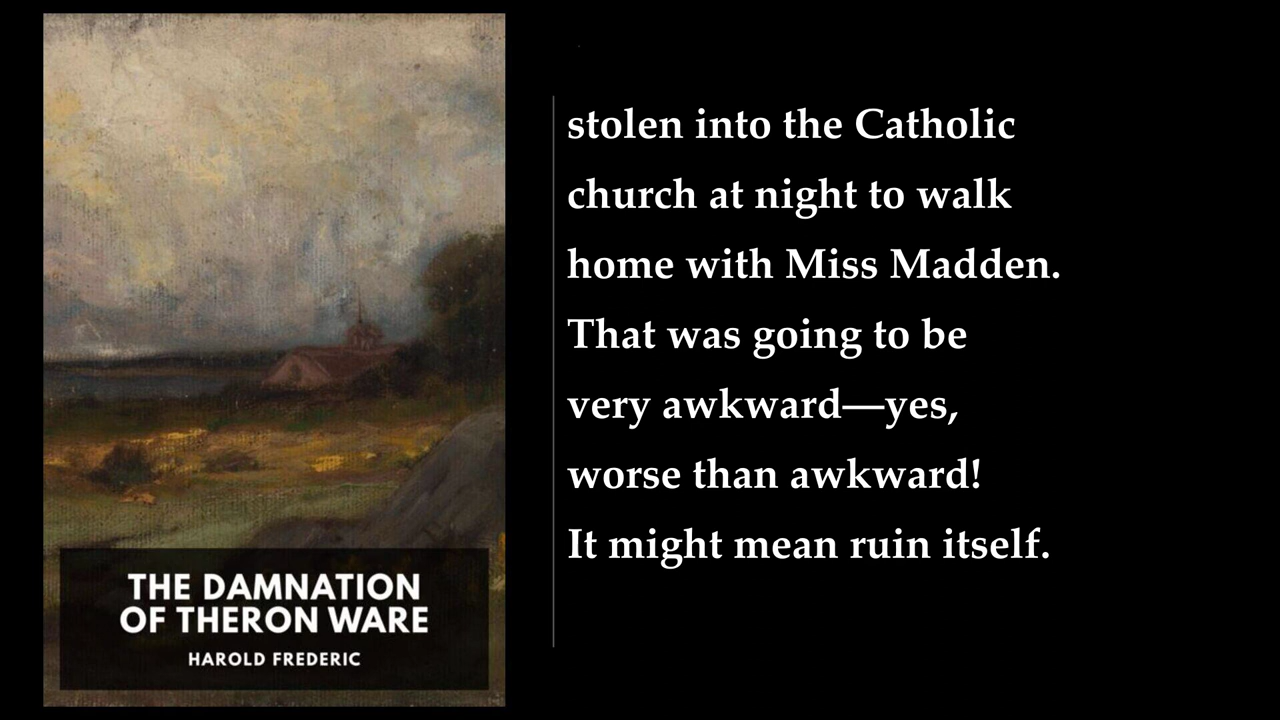 THE DAMNATION
OF THERON WARE
HAROLD FREDERIC
stolen into the Catholic
church at night to walk
home with Miss Madden.
That was going to be
very awkward—yes,
worse than awkward!
It might mean ruin itself.